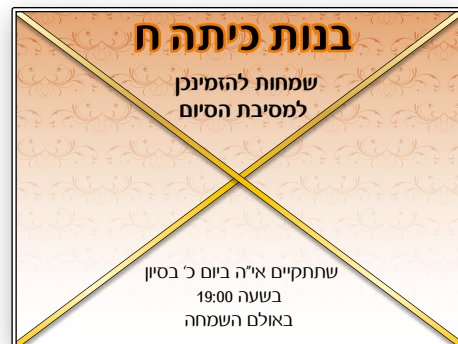 בנות כיתה ח
שמחות להזמינכן
למסיבת הסיום
שתתקיים אי"ה ביום כ' בסיון
בשעה 19:00
באולם השמחה